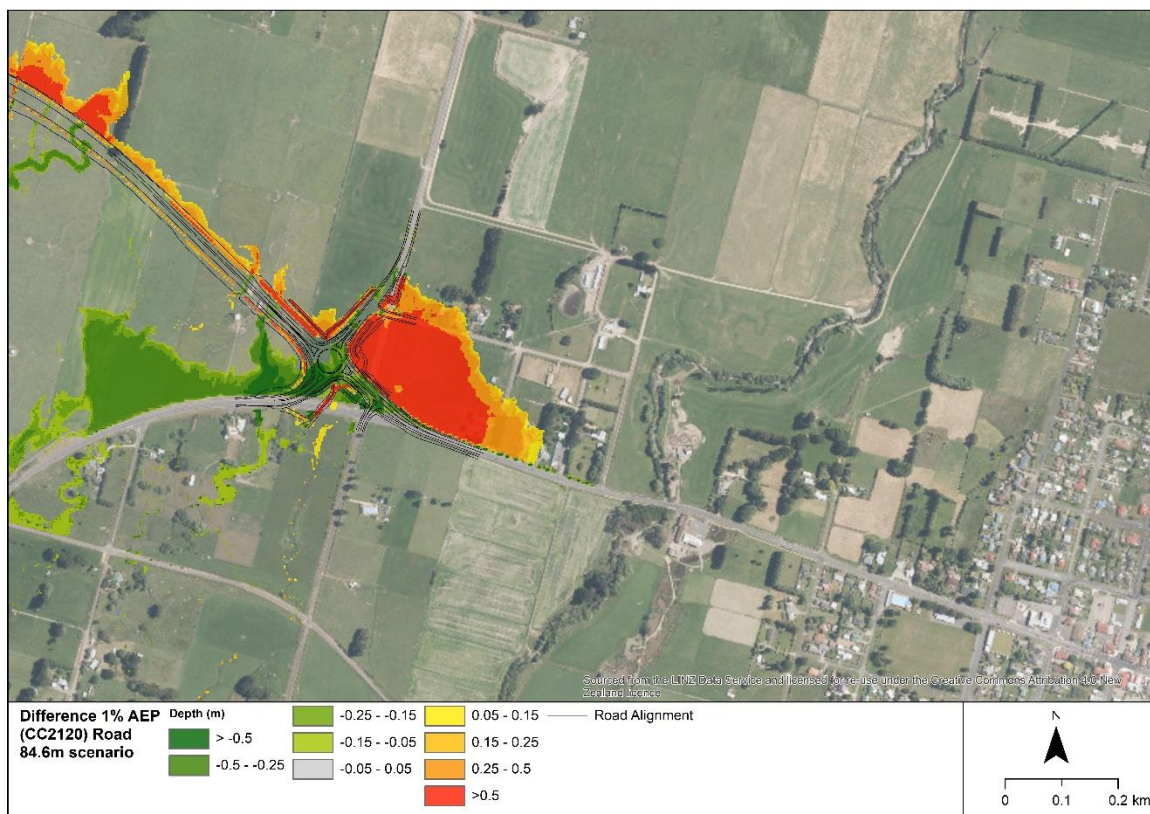 Sourced from the LINZ Data Service and licensed for re-use under the Creative Commons Attribution 4.0 New
Zealand licence
Difference 1% AEP
(CC2120) Road
84.6m scenario
Depth (m)
> -0.5
-0.5 - -0.25
-0.25 - -0.15
-0.15 - -0.05
-0.05 - 0.05
0.05 - 0.15
0.15 - 0.25
0.25 - 0.5
>0.5
Road Alignment
N
0 0.1 0.2 km